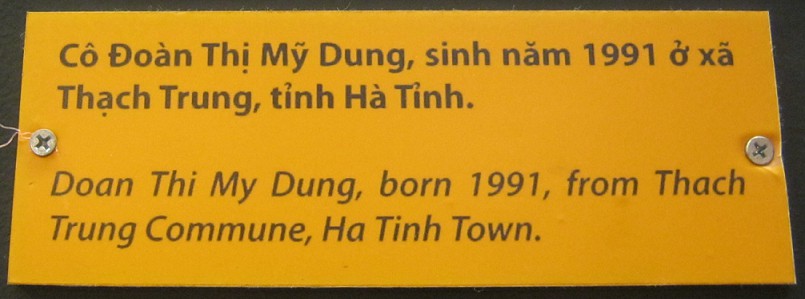 Cô Đoàn Thị Mỹ Dung, sinh năm 1991 ở xã
Thạch Trung, tỉnh Hà Tỉnh.
Doan Thi My Dung, born 1991, from Thach
Trung Commune, Ha Tinh Town.